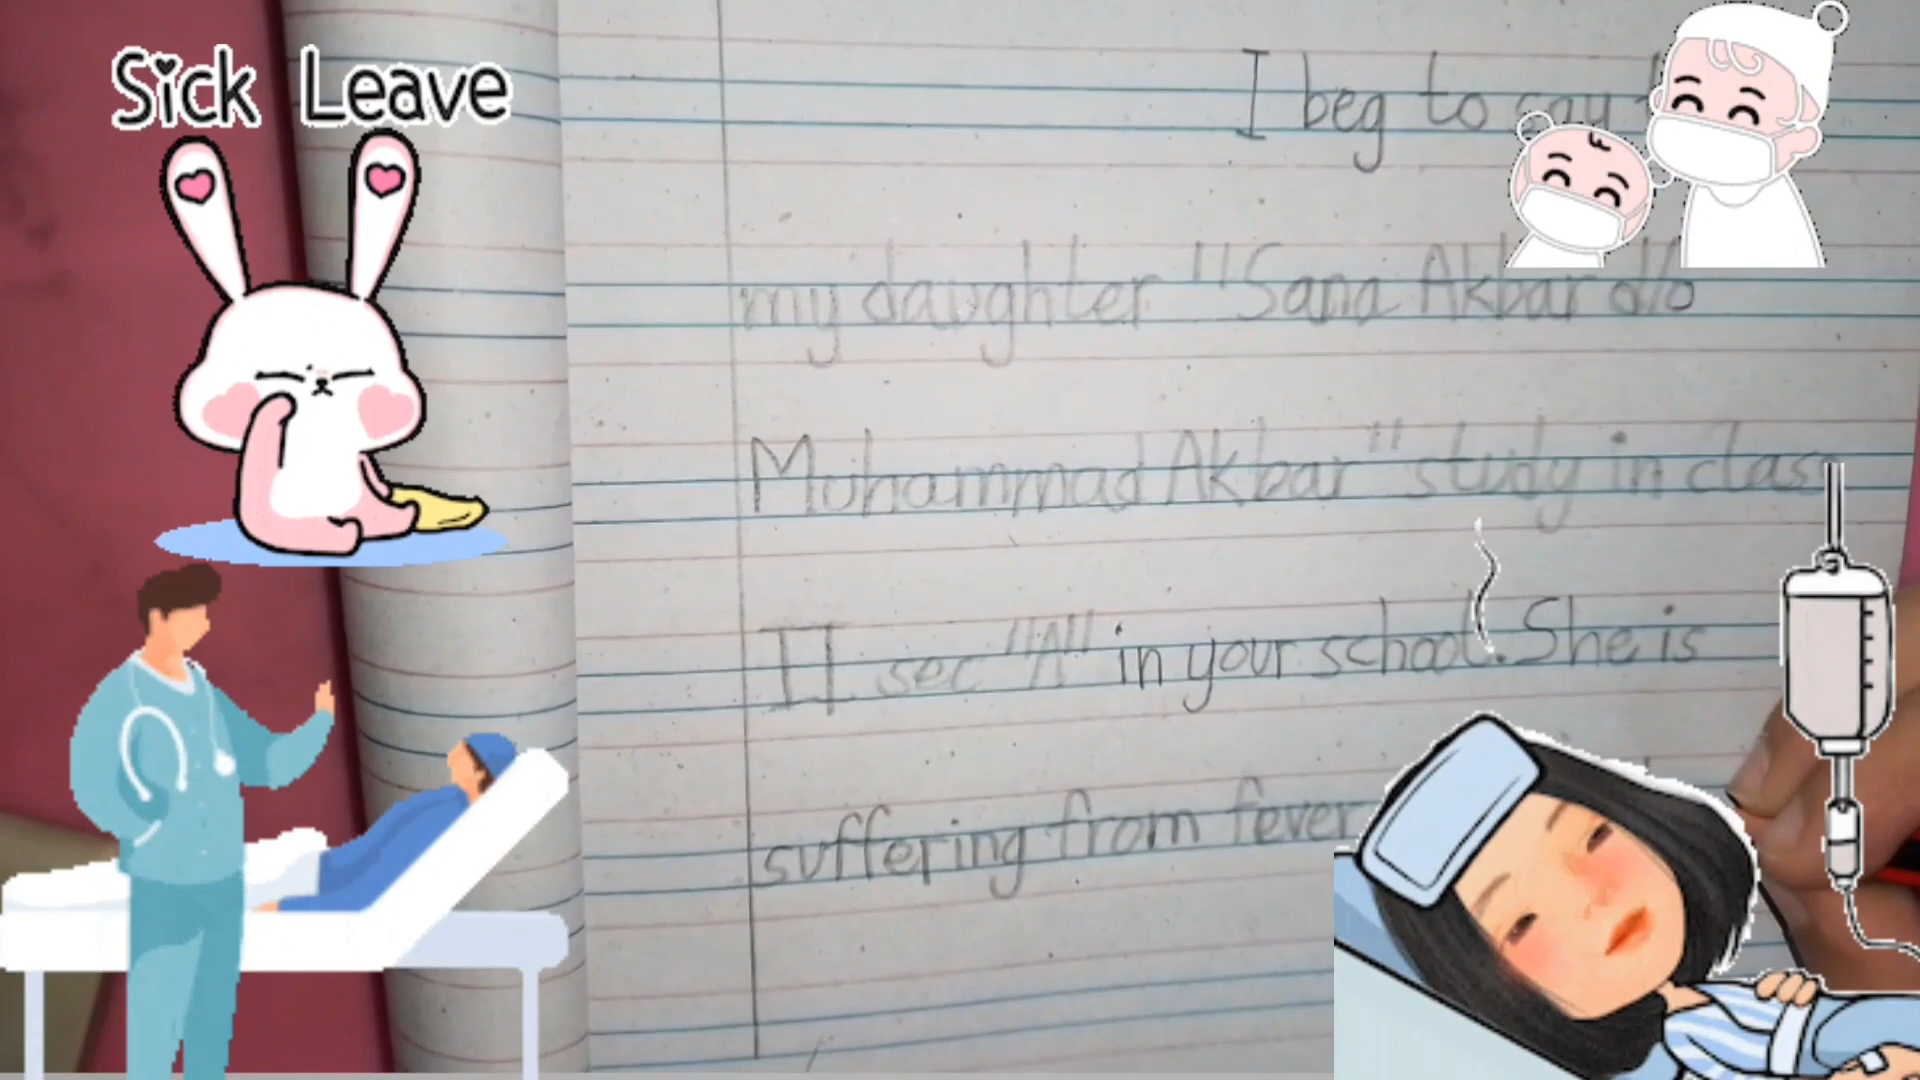 Sick Leave
I beg to say
my daughter "Sana Akbar d/o
Muhammad Akbar" study in class
II sec "A" in your school. She is
suffering from fever